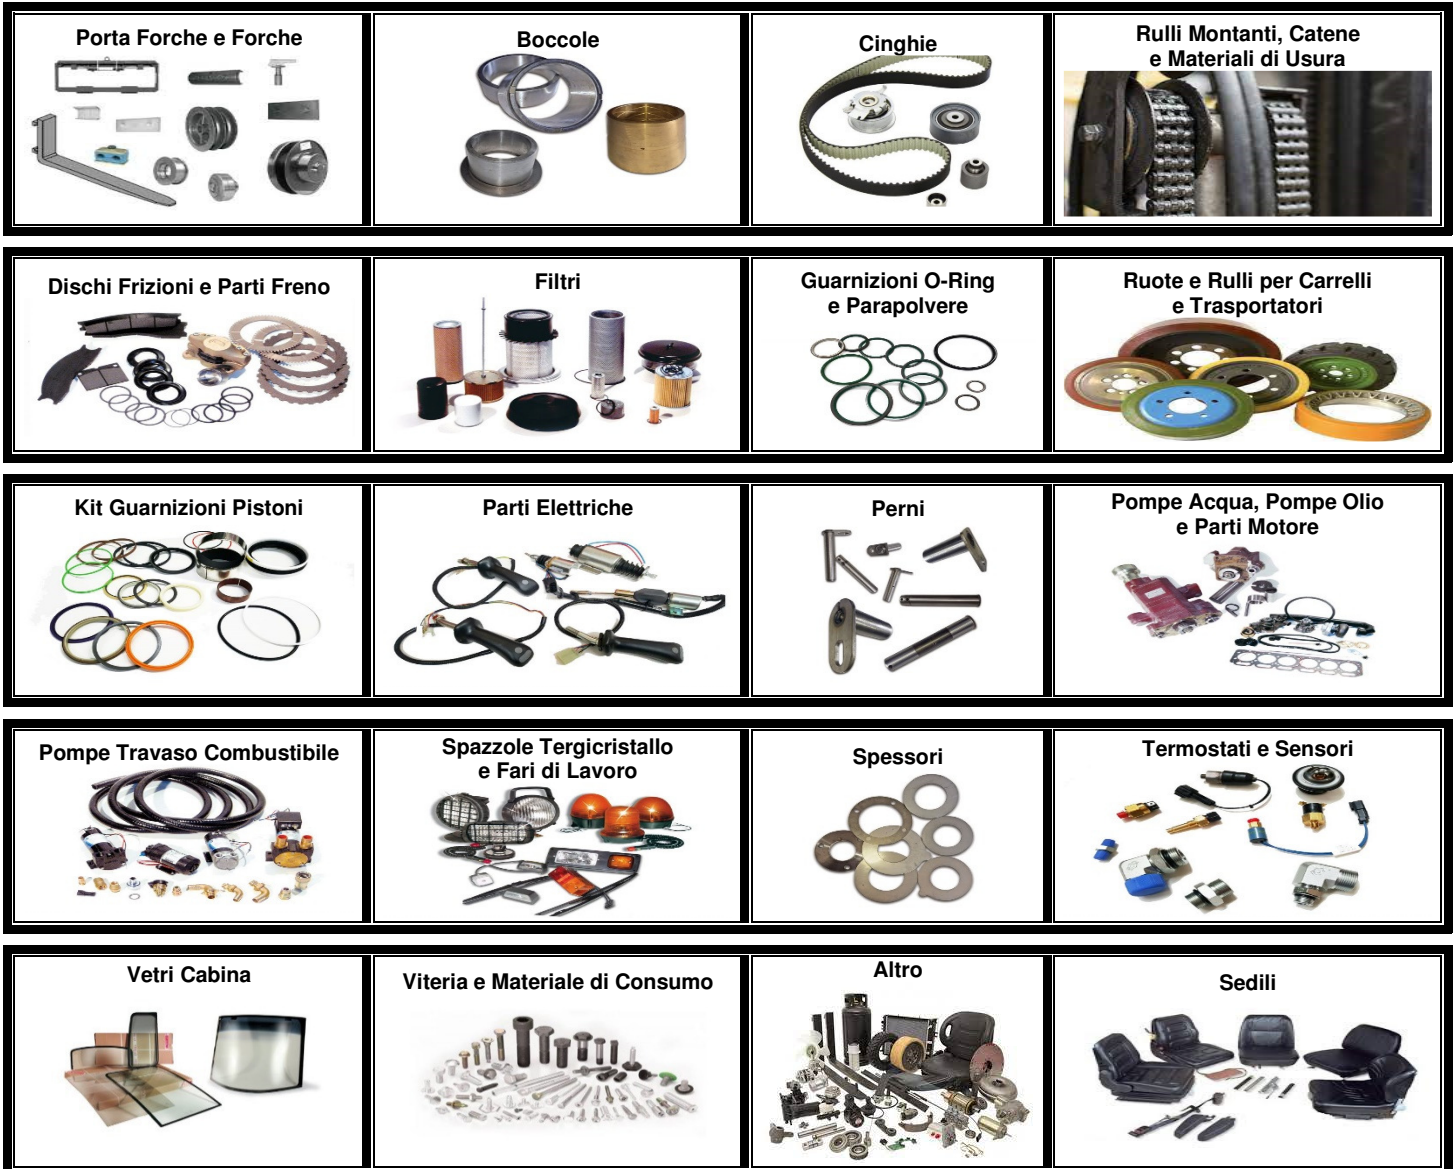 Porta Forche e Forche
Boccole
Cinghie
Rulli Montanti, Catene
e Materiali di Usura
Dischi Frizioni e Parti Freno
Filtri
Guarnizioni O-Ring
e Parapolvere
Ruote e Rulli per Carrelli
e Trasportatori
Kit Guarnizioni Pistoni
Parti Elettriche
Perni
Pompe Acqua, Pompe Olio
e Parti Motore
Pompe Travaso Combustibile
Spazzole Tergicristallo
e Fari di Lavoro
Spessori
Termostati e Sensori
Vetri Cabina
Viteria e Materiale di Consumo
Altro
Sedili